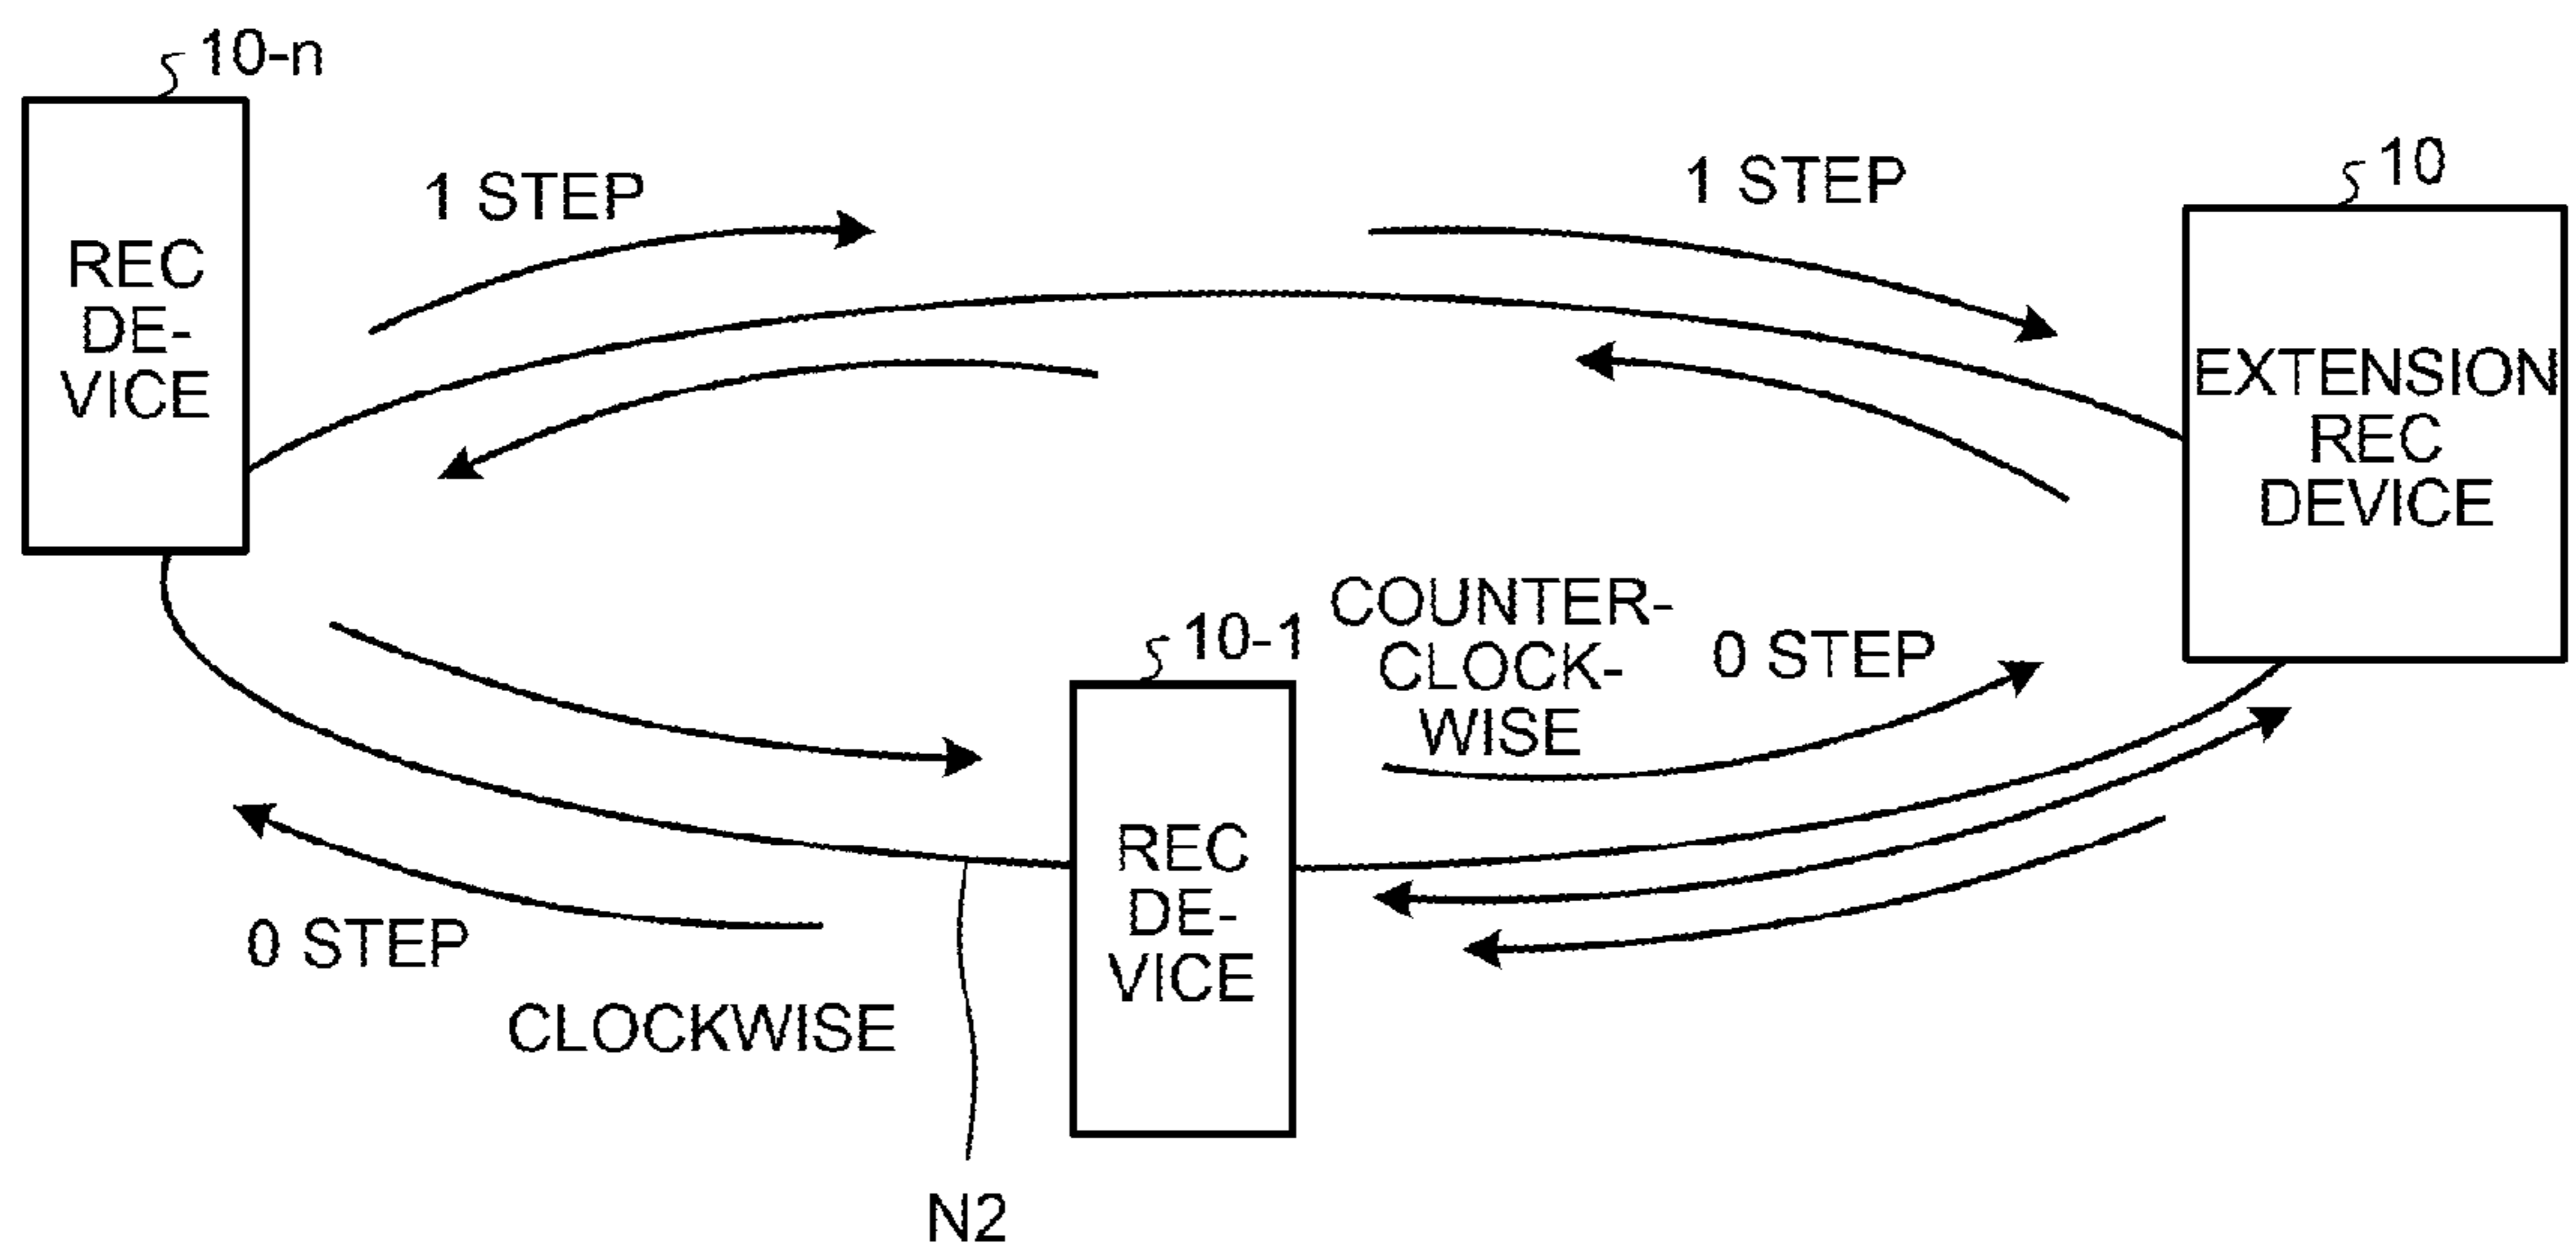 10-n
REC
DE-
VICE
1 STEP
1 STEP
10
EXTENSION
REC
DEVICE
10-1
REC
DE-
VICE
COUNTER-
CLOCK-
WISE
0 STEP
0 STEP
CLOCKWISE
N2